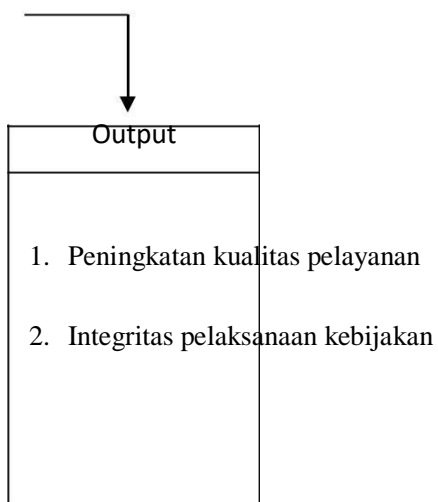 Output
1. Peningkatan kualitas pelayanan
2. Integritas pelaksanaan kebijakan